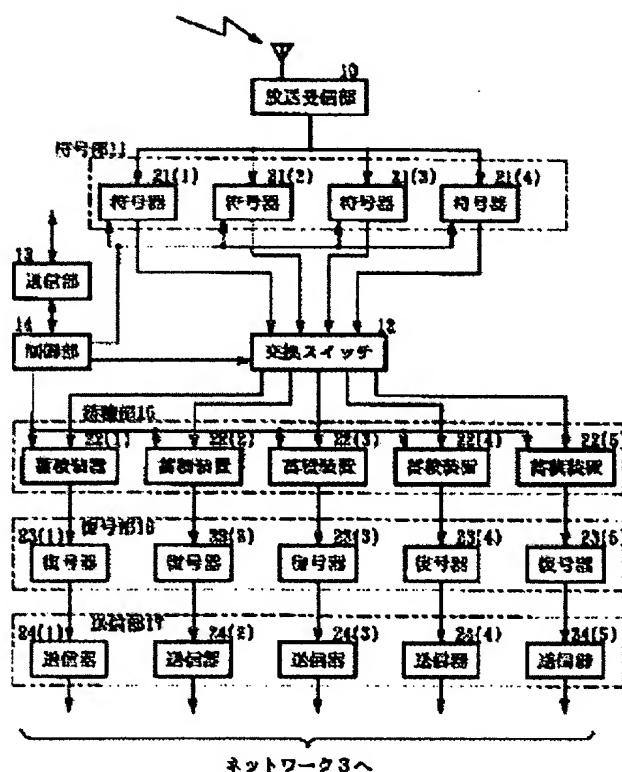 10
放送受信部
符号部11
21(1) 21(2) 21(3) 21(4)
符号器 符号器 符号器 符号器
13
送信部
14
制御部
12
交換スイッチ
蓄積部15
22(1) 22(2) 22(3) 22(4) 22(5)
蓄積装置 蓄積装置 蓄積装置 蓄積装置 蓄積装置
復号部16
23(1) 23(2) 23(3) 23(4) 23(5)
復号器 復号器 復号器 復号器 復号器
送信部17
24(1) 24(2) 24(3) 24(4) 24(5)
送信器 送信器 送信器 送信器 送信器
ネットワーク3へ